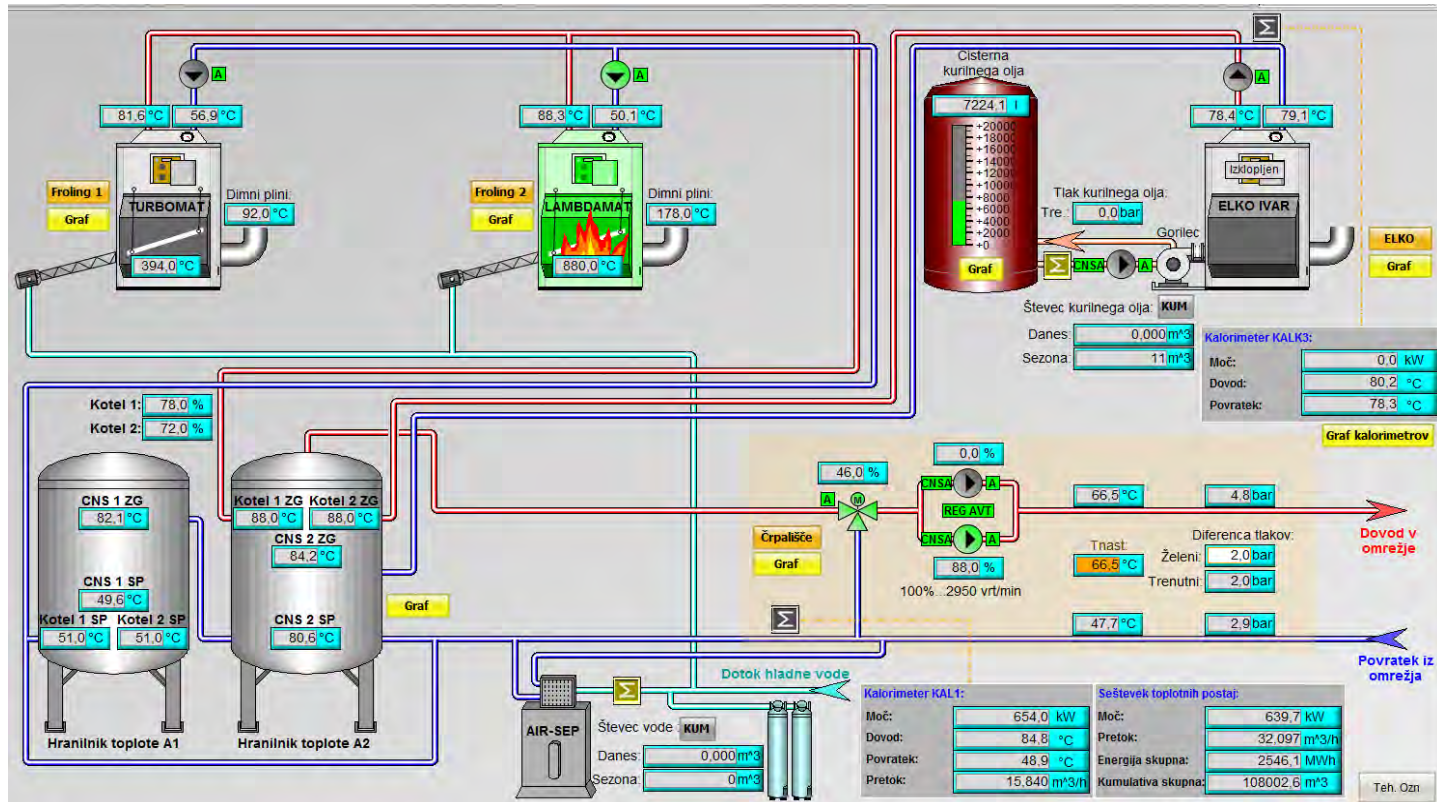 Σ
A
A
Cisterna
kurilnega olja
A
81,6 °C
56,9 °C
88,3 °C
50,1 °C
7224,1 l
78,4 °C
79,1 °C
+20000
+18000
+16000
+14000
+12000
+10000
+8000
+6000
+4000
+2000
+0
Izklopljen
Froling 1
Graf
TURBOMAT
Dimni plini:
92,0 °C
394,0 °C
Froling 2
Graf
LAMBDAMAT
Dimni plini:
178,0 °C
880,0 °C
Tlak kurilnega olja:
Tre.: 0,0 bar
ELKO IVAR
Gorilec
ELKO
Graf
Graf
Σ
CNSA
A
Števec kurilnega olja: KUM
Danes: 0,000 m^3
Sezona: 11 m^3
Kalorimeter KALK3:
Moč: 0,0 kW
Dovod: 80,2 °C
Povratek: 78,3 °C
Graf kalorimetrov
Kotel 1: 78,0 %
Kotel 2: 72,0 %
CNS 1 ZG
82,1 °C
CNS 1 SP
49,6 °C
Kotel 1 SP Kotel 2 SP
51,0 °C 51,0 °C
Hranilnik toplote A1
Kotel 1 ZG Kotel 2 ZG
88,0 °C 88,0 °C
CNS 2 ZG
84,2 °C
CNS 2 SP
80,6 °C
Hranilnik toplote A2
Graf
46,0 %
A
M
0,0 %
CNSA
A
REG AVT
CNSA
A
88,0 %
100%...2950 vrt/min
Črpališče
Graf
66,5 °C
4,8 bar
Dovod v
omrežje
Tnast:
66,5 °C
Diferenca tlakov:
Želeni: 2,0 bar
Trenutni: 2,0 bar
47,7 °C
2,9 bar
Povratek iz
omrežja
Σ
Dotok hladne vode
Σ
AIR-SEP
Števec vode: KUM
Danes: 0,000 m^3
Sezona: 0 m^3
Kalorimeter KAL1:
Moč: 654,0 kW
Dovod: 84,8 °C
Povratek: 48,9 °C
Pretok: 15,840 m^3/h
Seštevek toplotnih postaj:
Moč: 639,7 kW
Pretok: 32,097 m^3/h
Energija skupna: 2546,1 MWh
Kumulativa skupna: 108002,6 m^3
Teh. Ozn